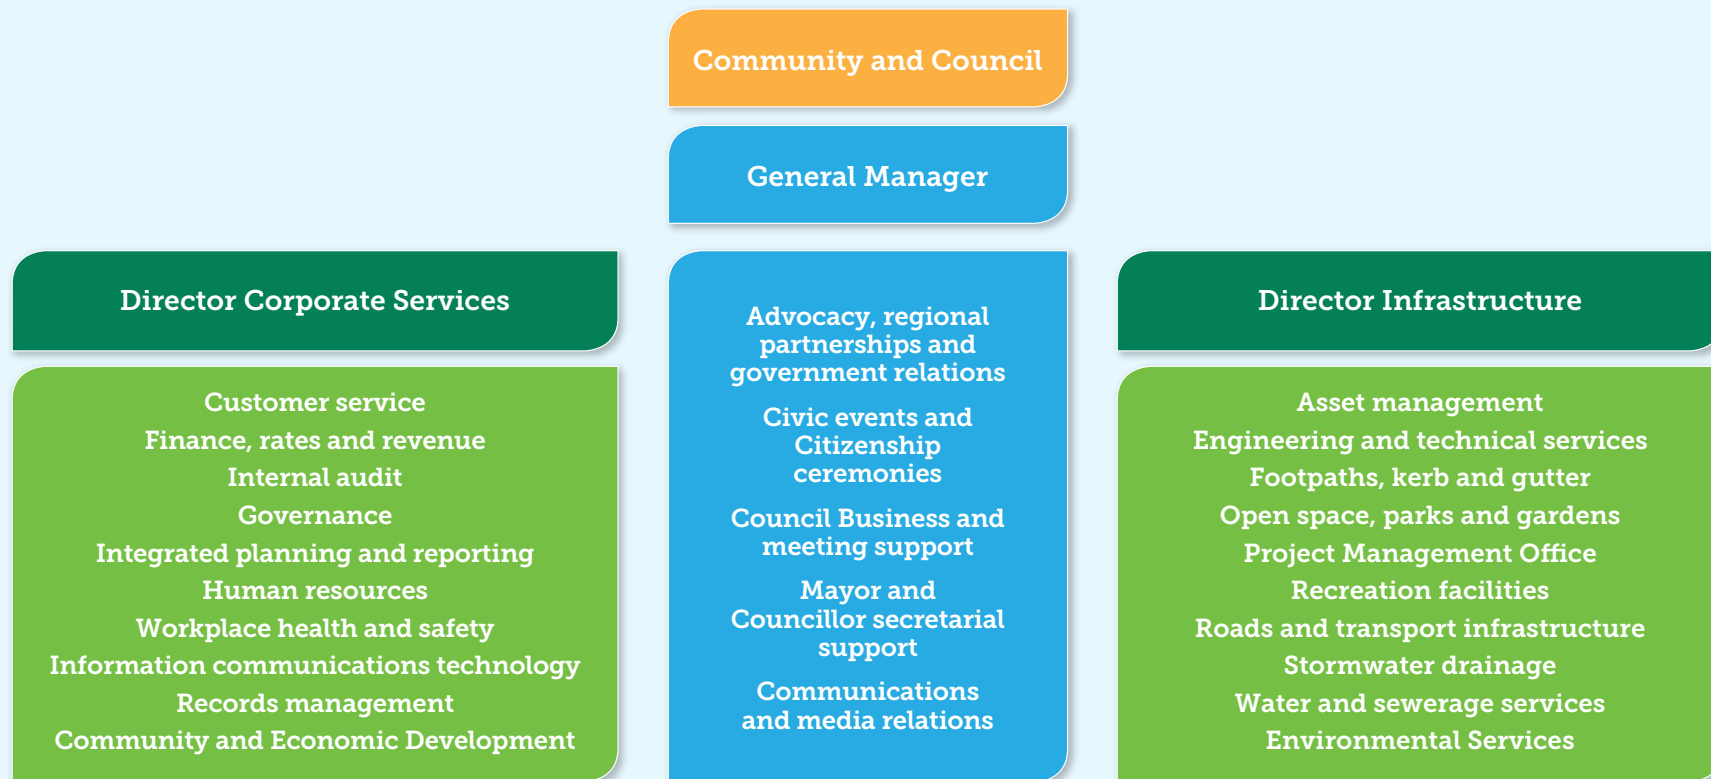 Community and Council
General Manager
Director Corporate Services
Customer service
Finance, rates and revenue
Internal audit
Governance
Integrated planning and reporting
Human resources
Workplace health and safety
Information communications technology
Records management
Community and Economic Development
Advocacy, regional
partnerships and
government relations
Civic events and
Citizenship
ceremonies
Council Business and
meeting support
Mayor and
Councillor secretarial
support
Communications
and media relations
Director Infrastructure
Asset management
Engineering and technical services
Footpaths, kerb and gutter
Open space, parks and gardens
Project Management Office
Recreation facilities
Roads and transport infrastructure
Stormwater drainage
Water and sewerage services
Environmental Services